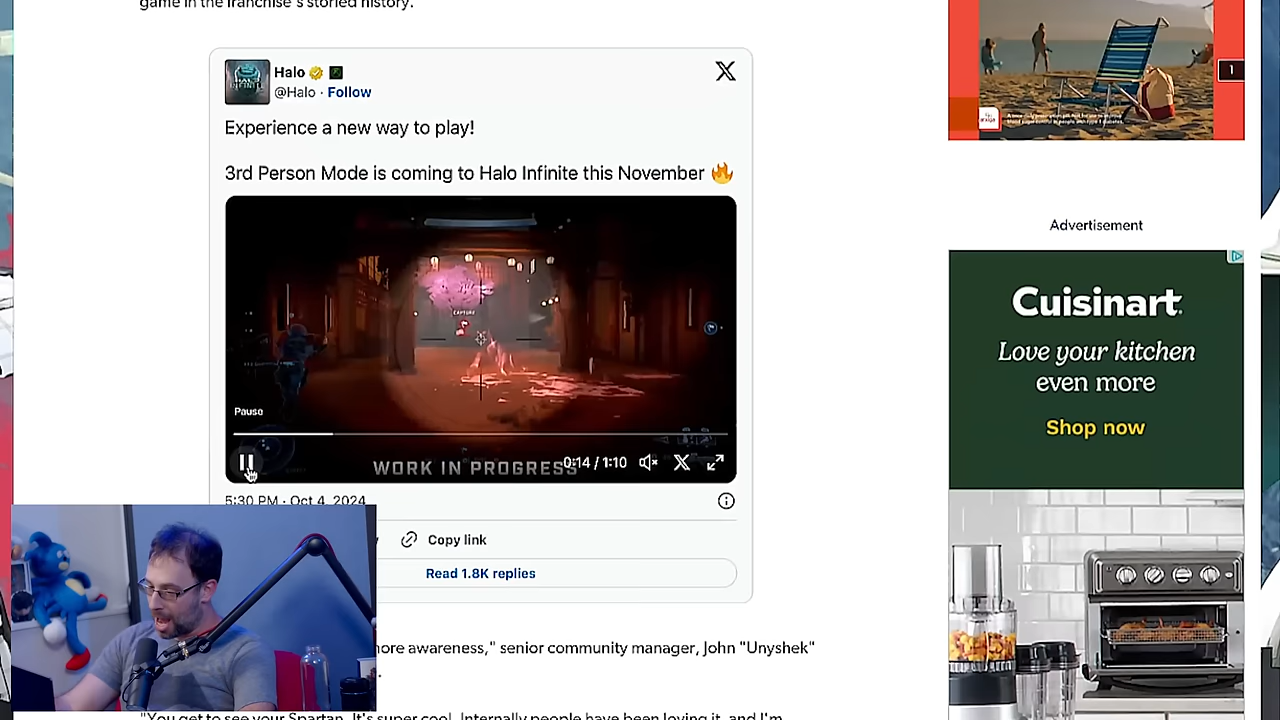 game in the franchise's storied history.
Halo
@Halo · Follow
Experience a new way to play!
3rd Person Mode is coming to Halo Infinite this November 🔥
CAPTURE
Pause
WORK IN PROGRESS
0:14 / 1:10
5:30 PM · Oct 4, 2024
Copy link
Read 1.8K replies
more awareness," senior community manager, John "Unyshek"
"You get to see your Spartan. It's super cool. Internally people have been loving it, and I'm
1
Advertisement
Cuisinart
Love your kitchen
even more
Shop now